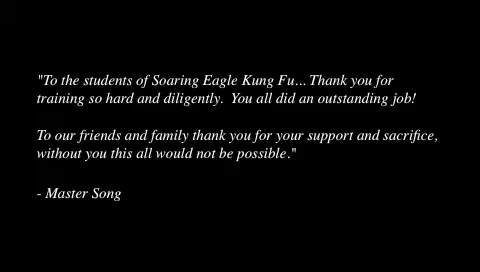 "To the students of Soaring Eagle Kung Fu... Thank you for
training so hard and diligently.  You all did an outstanding job!
To our friends and family thank you for your support and sacrifice,
without you this all would not be possible."
- Master Song